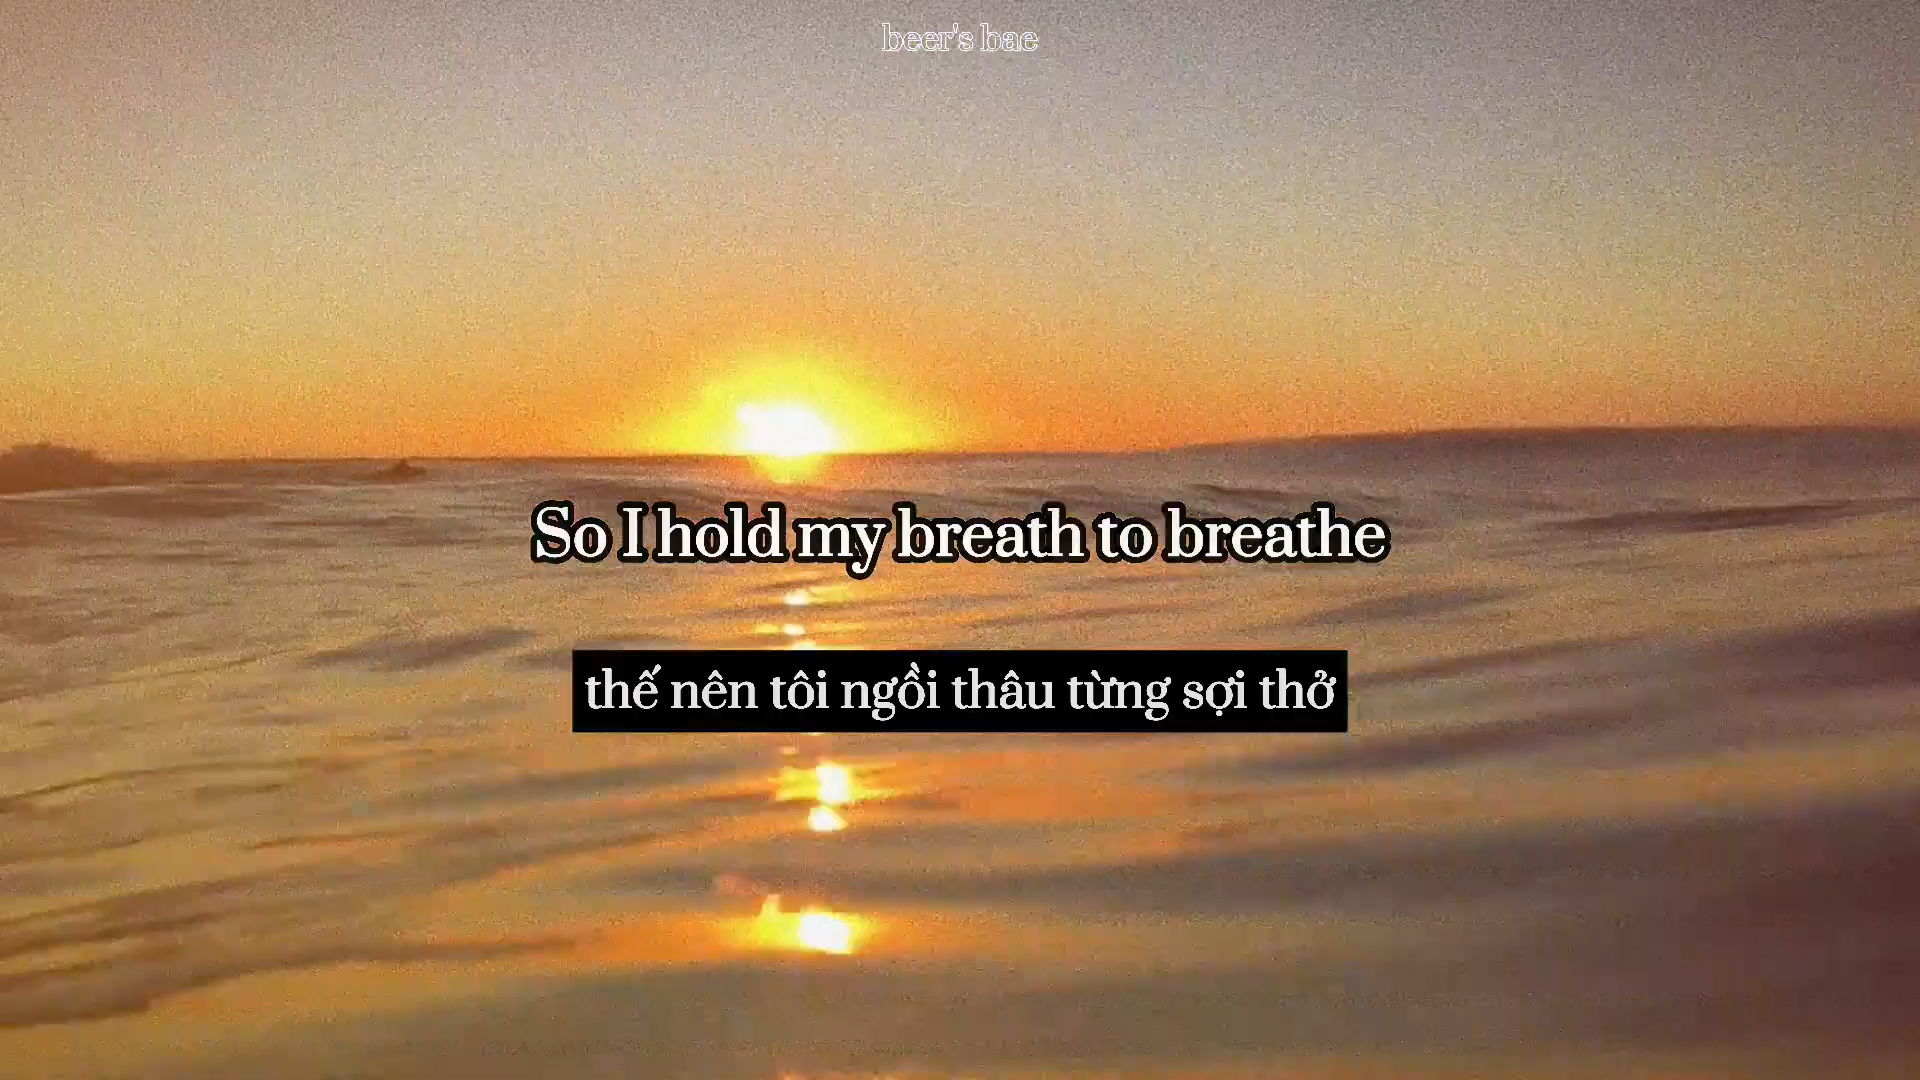 beer's bae
So I hold my breath to breathe
thế nên tôi ngồi thâu từng sợi thở